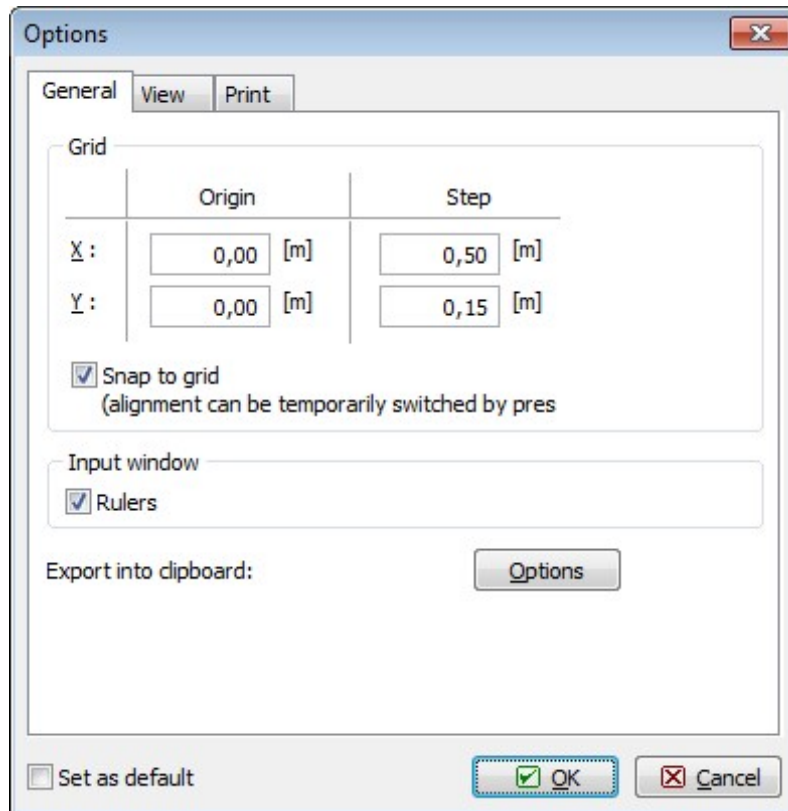 Options
General View Print
Grid
Origin Step
X : 0,00 [m] 0,50 [m]
Y : 0,00 [m] 0,15 [m]
Snap to grid
(alignment can be temporarily switched by pres
Input window
Rulers
Export into clipboard: Options
Set as default OK Cancel